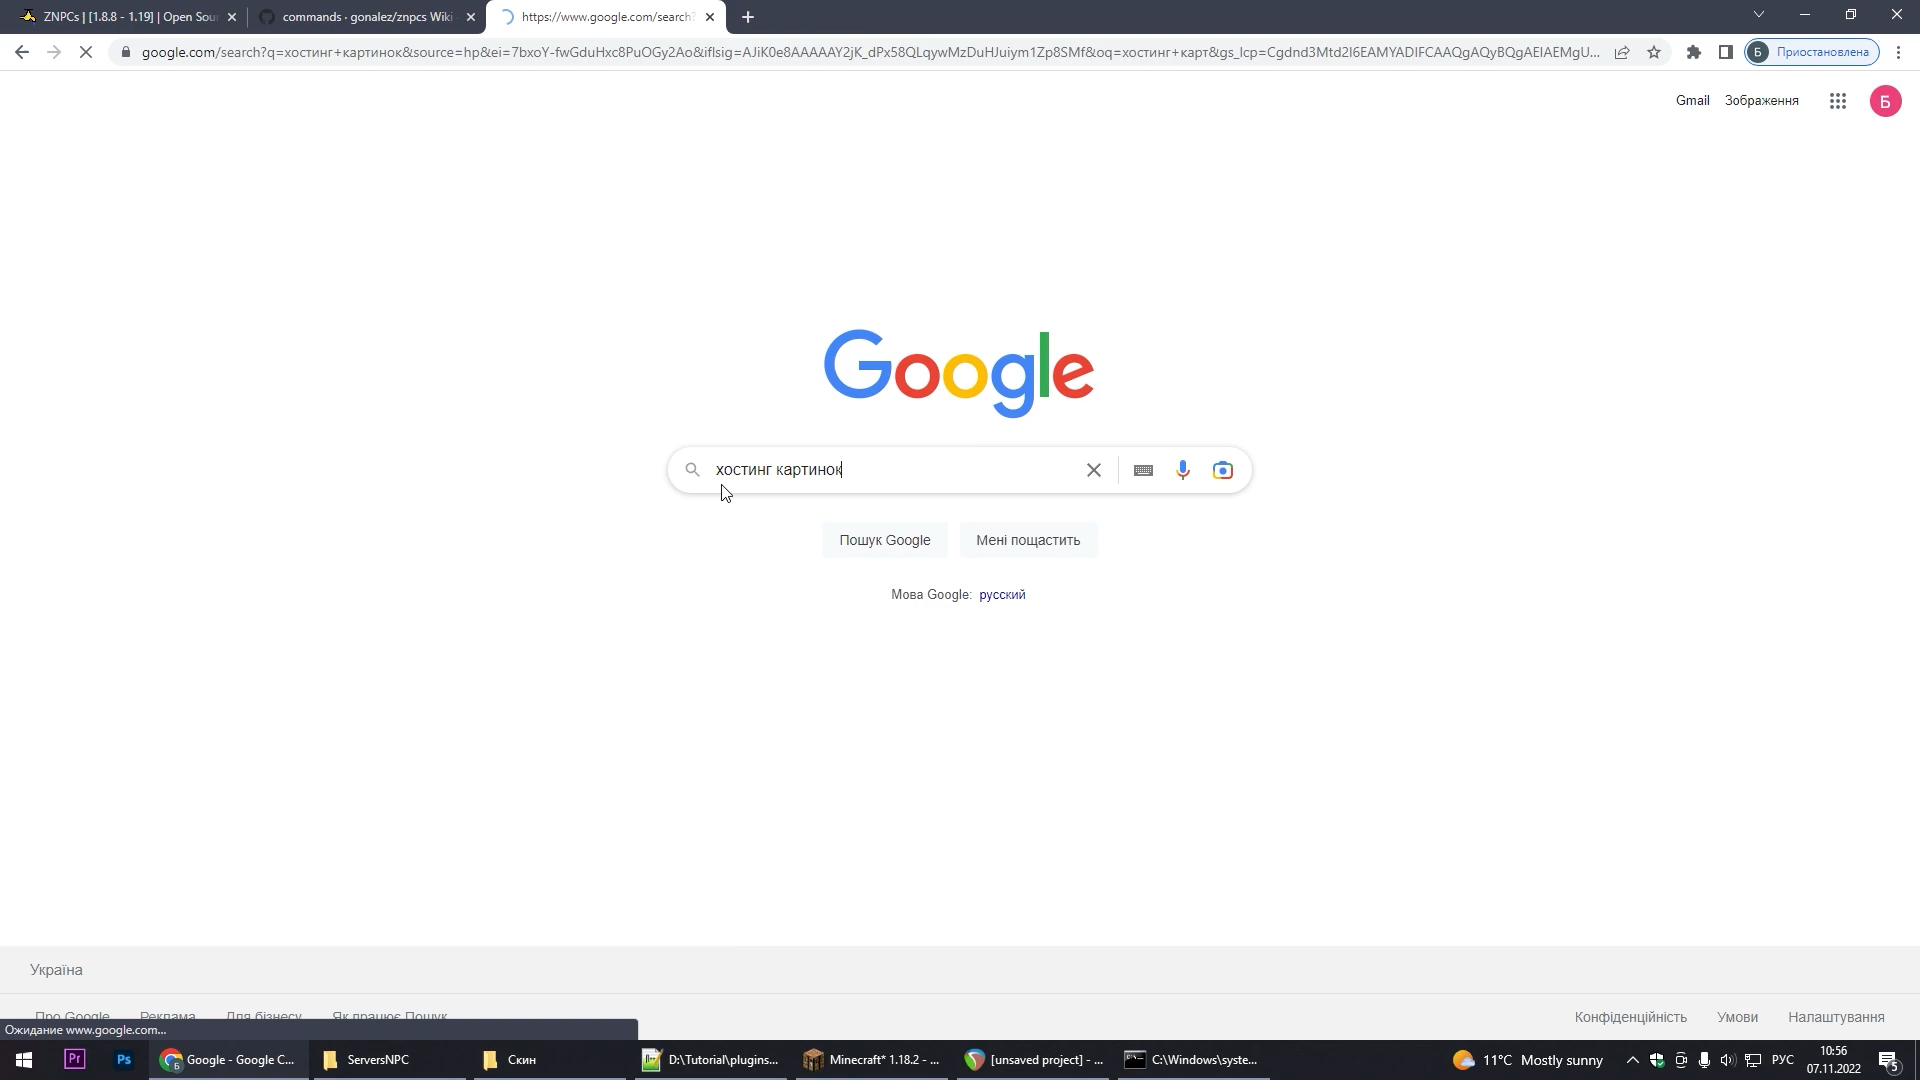 ZNPCs | [1.8.8 - 1.19] | Open Sour
commands · gonalez/znpcs Wiki
https://www.google.com/search?
google.com/search?q=хостинг+картинок&source=hp&ei=7bxoY-fwGduHxc8PuOGy2Ao&iflsig=AJiK0e8AAAAAY2jK_dPx58QLqywMzDuHJuiym1Zp8SMf&oq=хостинг+карт&gs_lcp=Cgdnd3Mtd2l6EAMYADIFCAAQgAQyBQgAEIAEMgU...
Б
Приостановлена
Gmail
Зображення
Б
Google
хостинг картинок
Пошук Google
Мені пощастить
Мова Google: русский
Україна
Про Google
Реклама
Для бізнесу
Як працює Пошук
Конфіденційність
Умови
Налаштування
Ожидание www.google.com...
Pr
Ps
Б
Google - Google C...
ServersNPC
Скин
D:\Tutorial\plugins...
Minecraft* 1.18.2 - ...
[unsaved project] - ...
C:\Windows\syste...
11°C Mostly sunny
РУС
10:56
07.11.2022
5